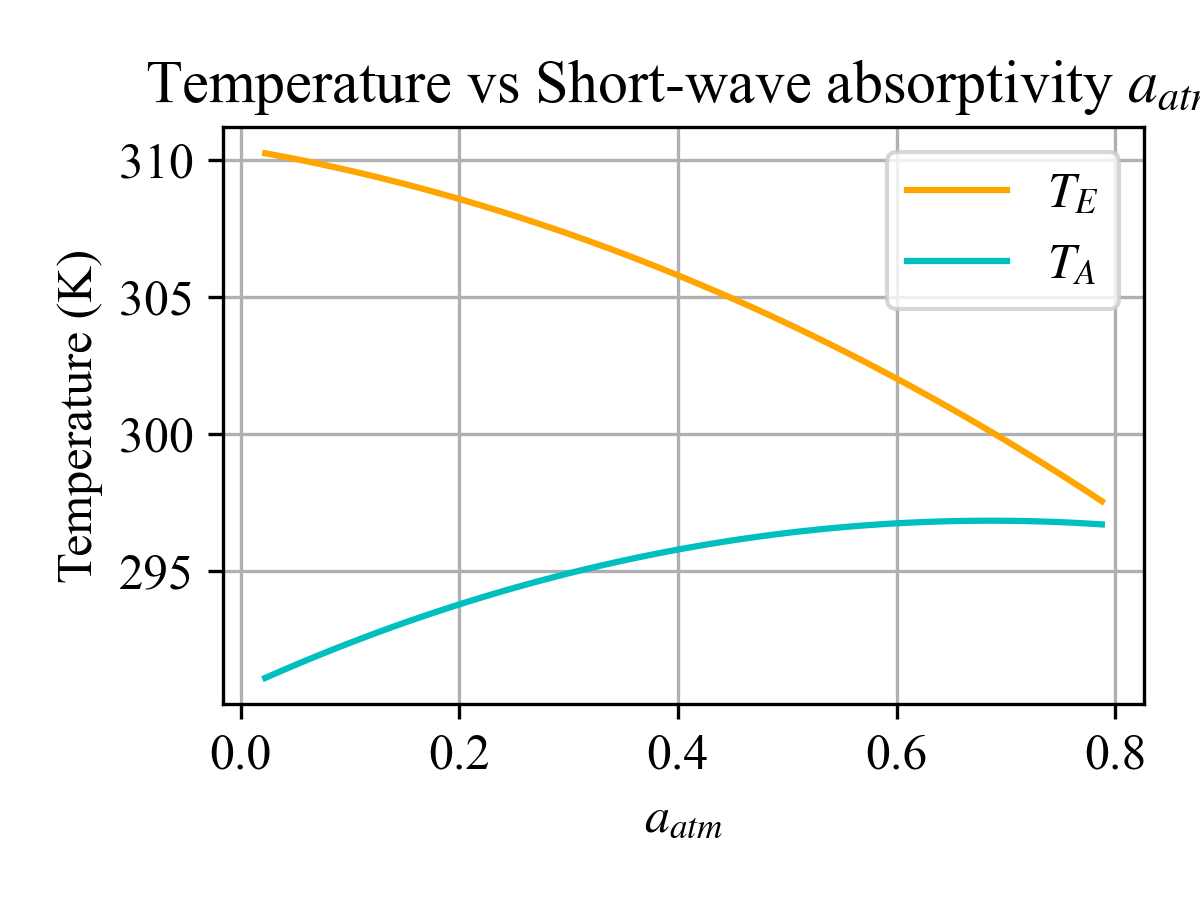 Temperature vs Short-wave absorptivity a_atm
Temperature (K)
310
305
300
295
T_E
T_A
0.0 0.2 0.4 0.6 0.8
a_atm